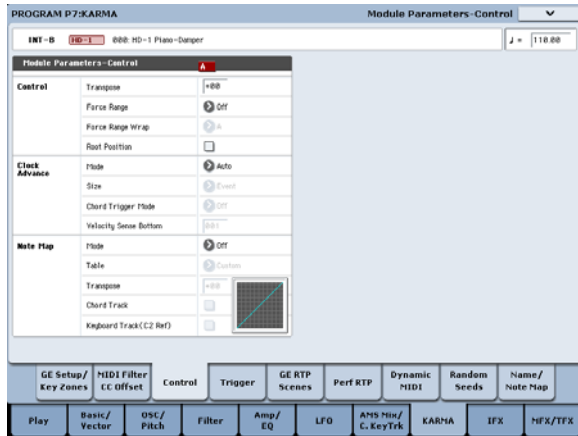 PROGRAM P7:KARMA
Module Parameters-Control
INT-B HD-1 000: HD-1 Piano-Damper
♩ = 110.00
Module Parameters-Control A
Control Transpose +00
Force Range Off
Force Range Wrap A
Root Position
Clock Advance Mode Auto
Size Event
Chord Trigger Mode Off
Velocity Sense Bottom 001
Note Map Mode Off
Table Custom
Transpose +00
Chord Track
Keyboard Track(C2 Ref)
GE Setup/ Key Zones MIDI Filter CC Offset Control Trigger GE RTP Scenes Perf RTP Dynamic MIDI Random Seeds Name/ Note Map
Play Basic/ Vector OSC/ Pitch Filter Amp/ EQ LFO AMS Mix/ C. KeyTrk KARMA IFX MFX/TFX